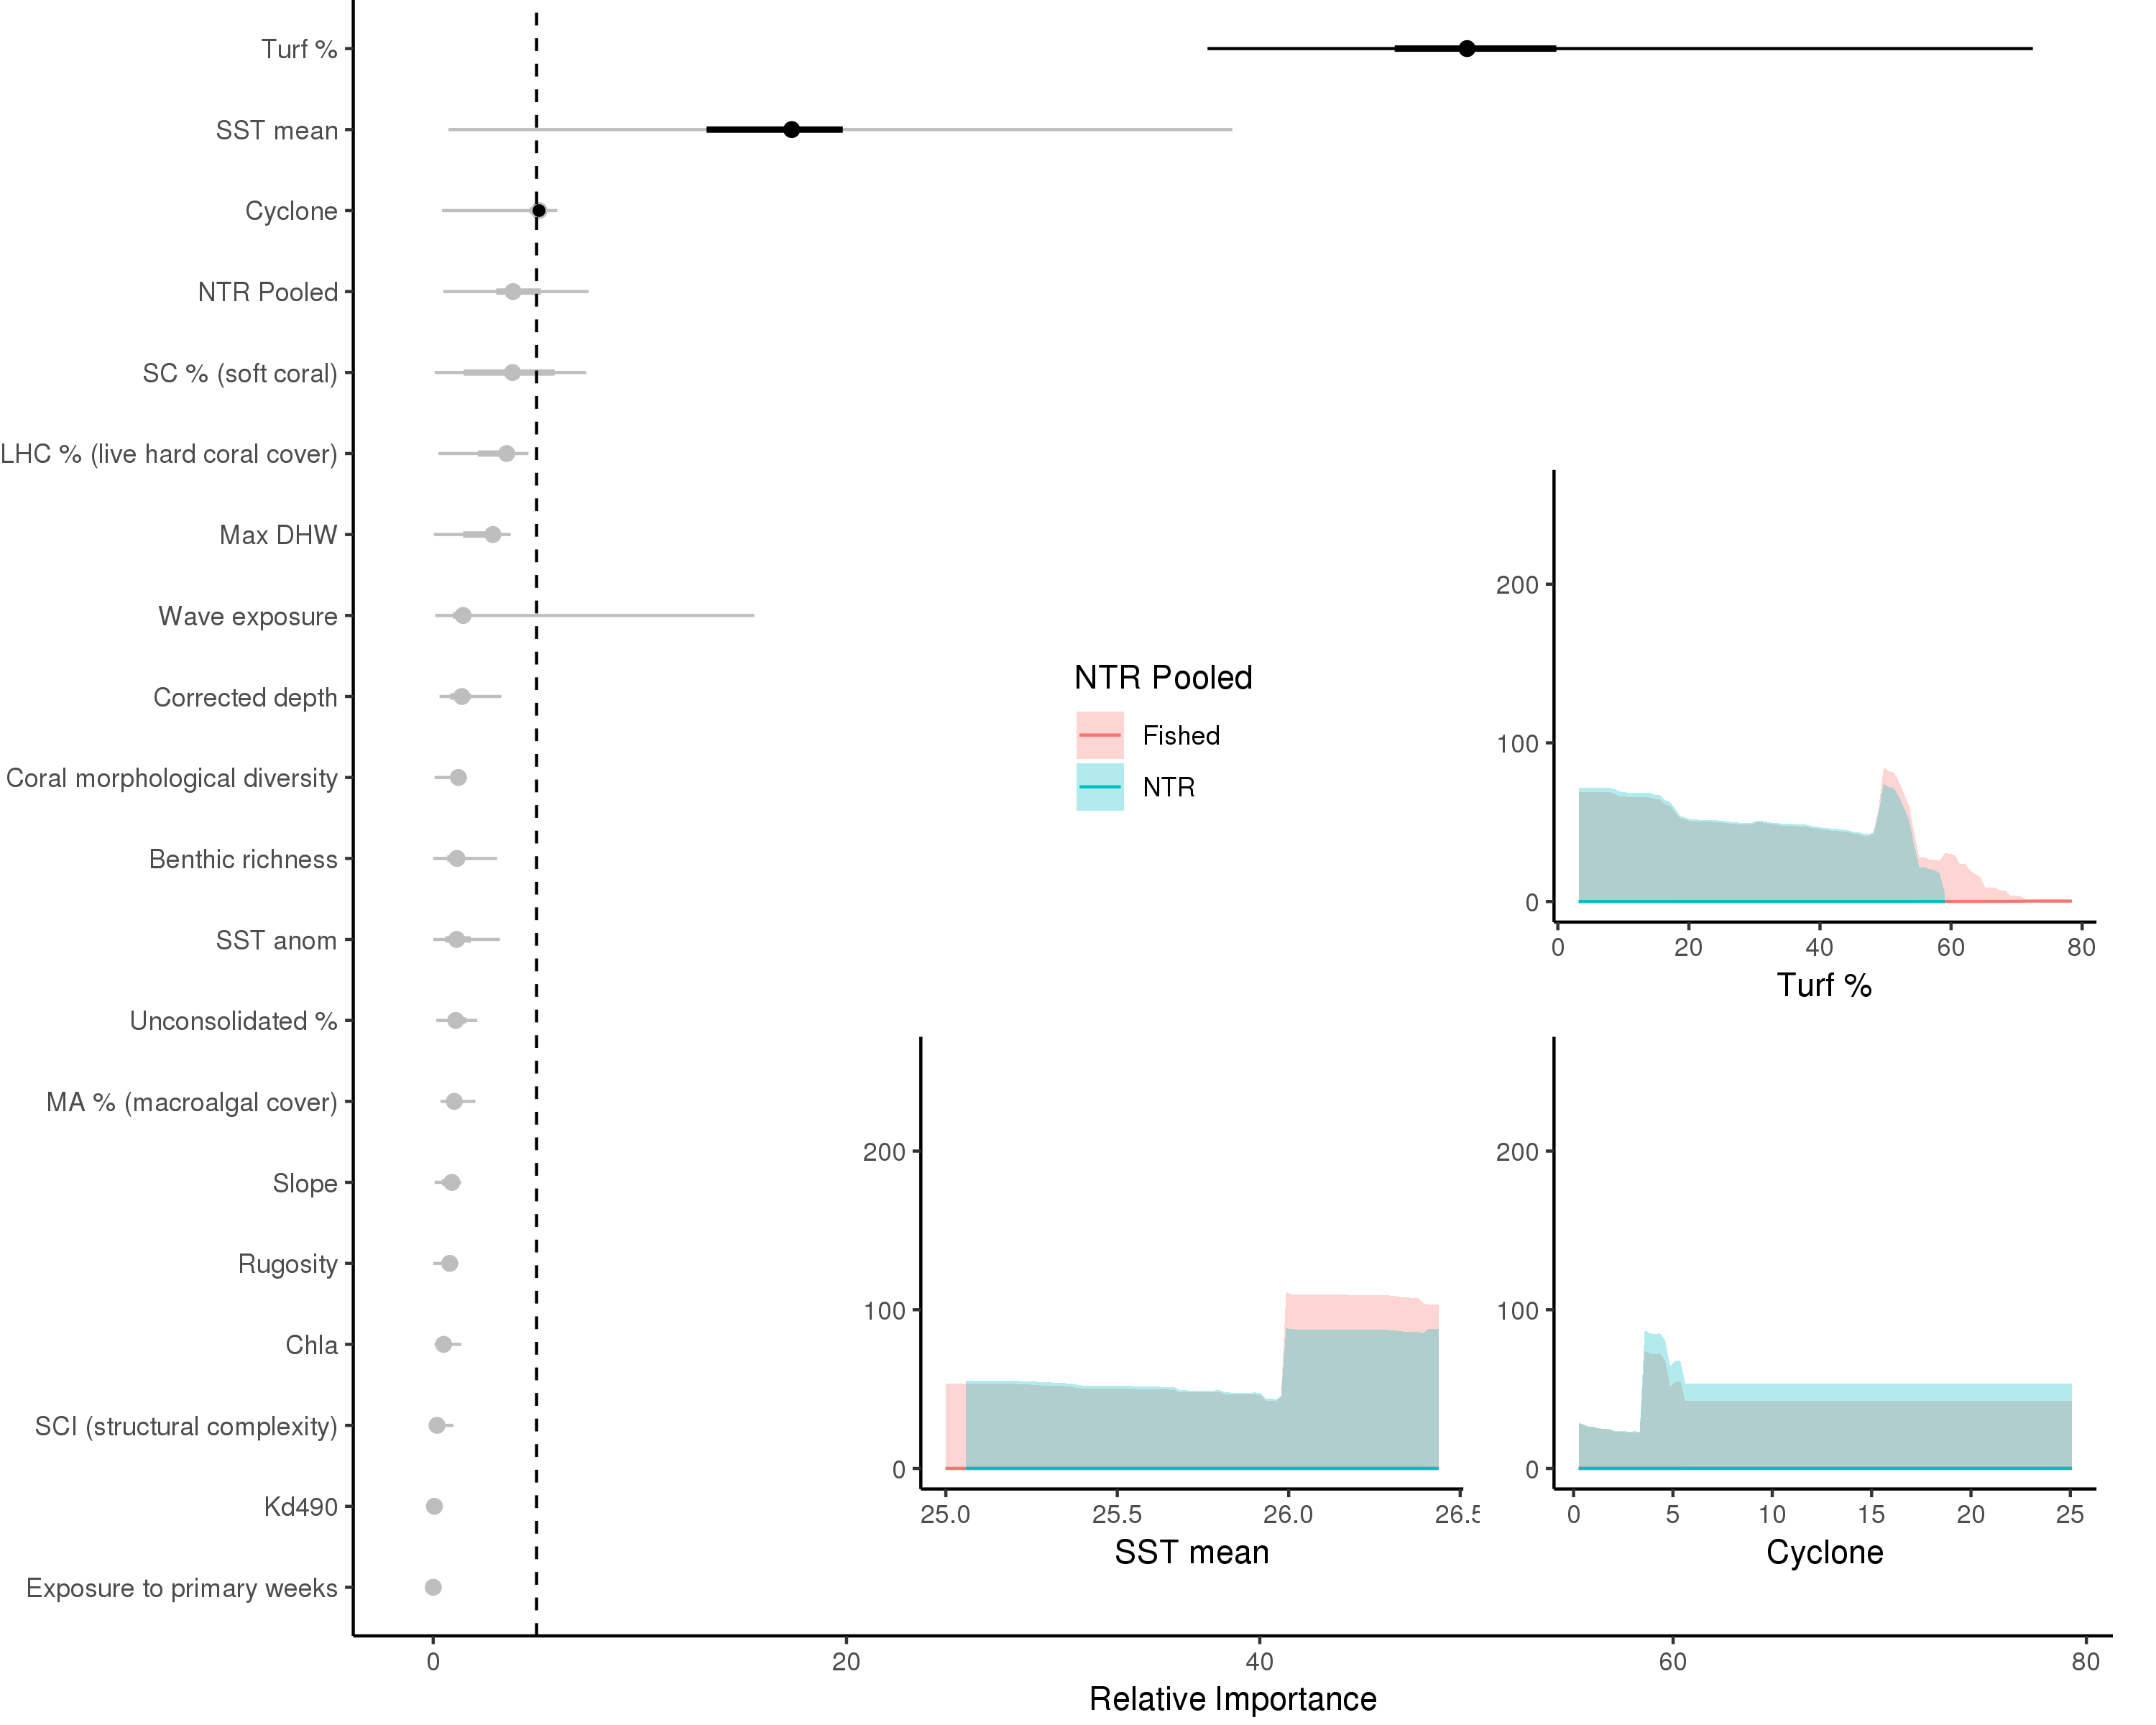 Turf %
SST mean
Cyclone
NTR Pooled
SC % (soft coral)
LHC % (live hard coral cover)
Max DHW
Wave exposure
Corrected depth
Coral morphological diversity
Benthic richness
SST anom
Unconsolidated %
MA % (macroalgal cover)
Slope
Rugosity
Chla
SCI (structural complexity)
Kd490
Exposure to primary weeks
0 20 40 60 80
Relative Importance
NTR Pooled
Fished
NTR
200
100
0
0 20 40 60 80
Turf %
200
100
0
25.0 25.5 26.0 26.5
SST mean
200
100
0
0 5 10 15 20 25
Cyclone